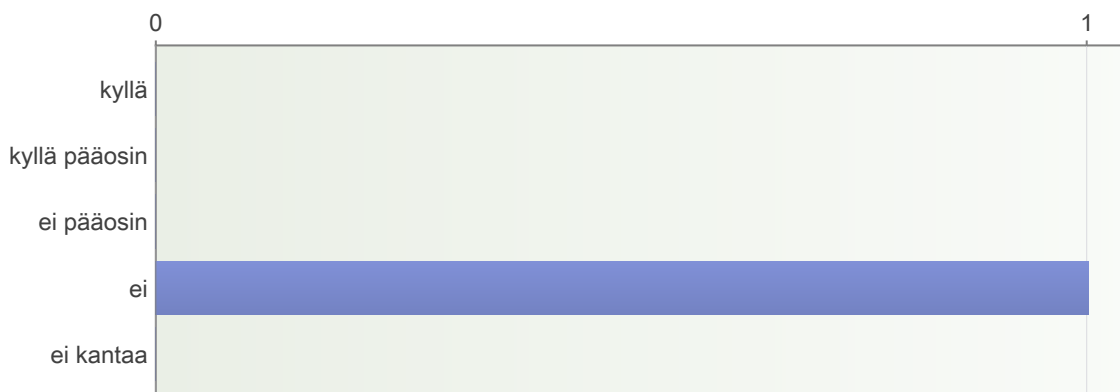 0 1
kyllä
kyllä pääosin
ei pääosin
ei
ei kantaa